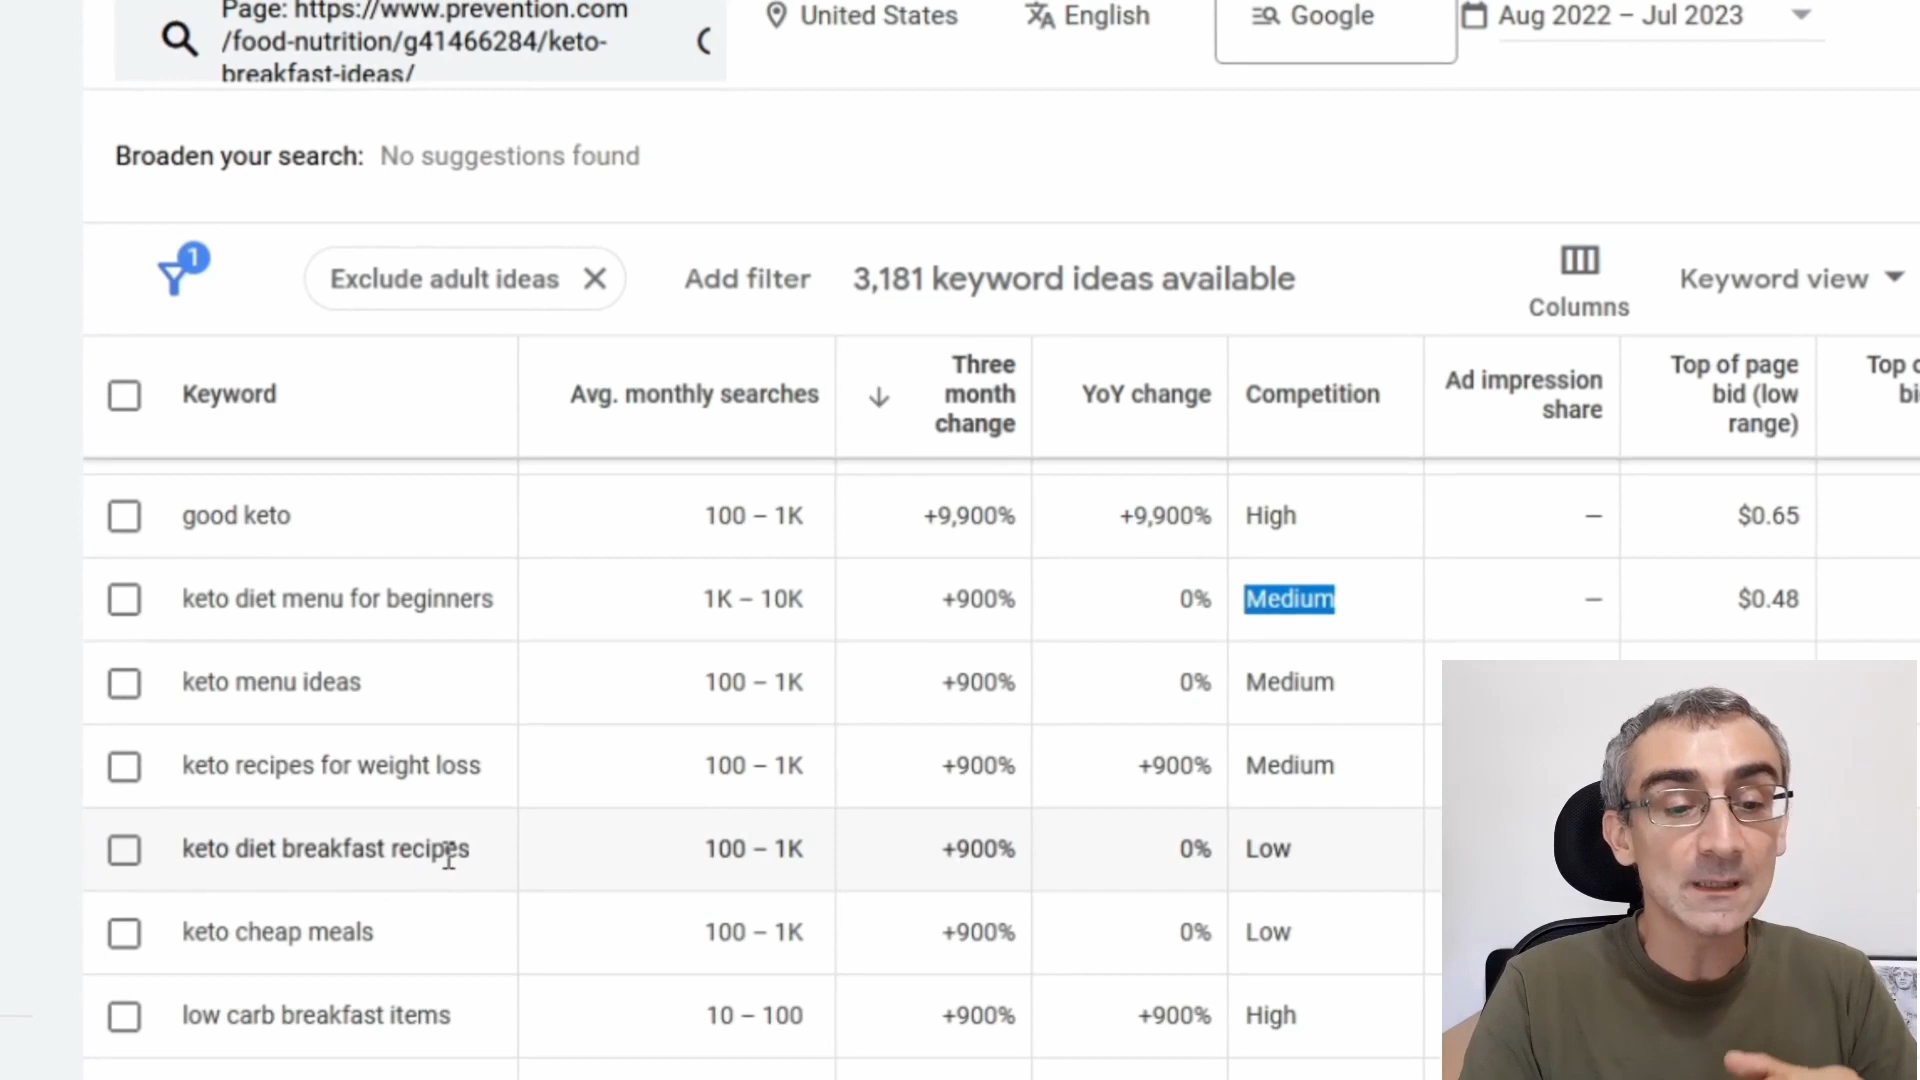 Page: https://www.prevention.com
/food-nutrition/g41466284/keto-
breakfast-ideas/
United States
English
Google
Aug 2022 – Jul 2023
Broaden your search: No suggestions found
1
Exclude adult ideas
Add filter
3,181 keyword ideas available
Columns
Keyword view
Keyword
Avg. monthly searches
Three
month
change
YoY change
Competition
Ad impression
share
Top of page
bid (low
range)
Top
good keto 100 – 1K +9,900% +9,900% High – $0.65
keto diet menu for beginners 1K – 10K +900% 0% Medium – $0.48
keto menu ideas 100 – 1K +900% 0% Medium
keto recipes for weight loss 100 – 1K +900% +900% Medium
keto diet breakfast recipes 100 – 1K +900% 0% Low
keto cheap meals 100 – 1K +900% 0% Low
low carb breakfast items 10 – 100 +900% +900% High